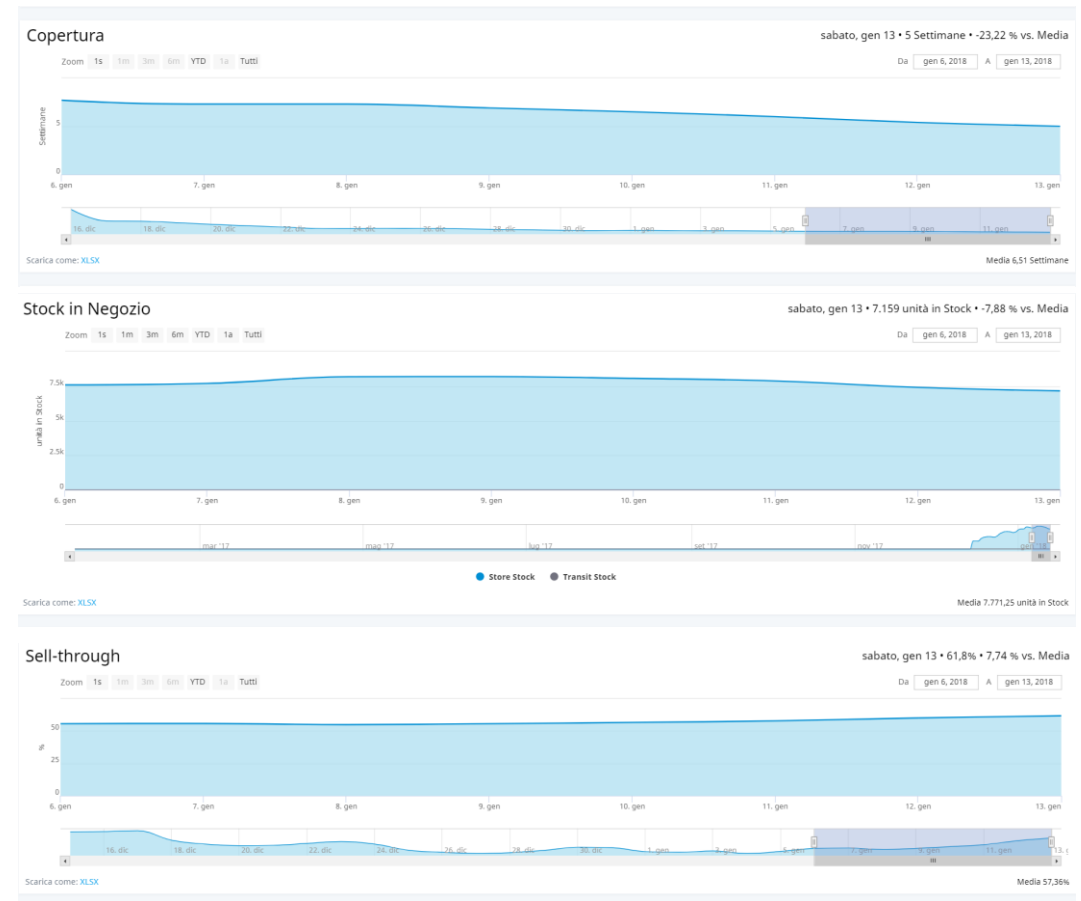 Copertura
sabato, gen 13 • 5 Settimane • -23,22 % vs. Media
Zoom 1s 1m 3m 6m YTD 1a Tutti
Da gen 6, 2018 A gen 13, 2018
Settimane
5
0
6. gen 7. gen 8. gen 9. gen 10. gen 11. gen 12. gen 13. gen
16. dic 18. dic 20. dic 22. dic 24. dic 26. dic 28. dic 30. dic 1. gen 3. gen 5. gen 7. gen 9. gen 11. gen
Scarica come: XLSX
Media 6,51 Settimane
Stock in Negozio
sabato, gen 13 • 7.159 unità in Stock • -7,88 % vs. Media
Zoom 1s 1m 3m 6m YTD 1a Tutti
Da gen 6, 2018 A gen 13, 2018
unità in Stock
7.5k
5k
2.5k
0
6. gen 7. gen 8. gen 9. gen 10. gen 11. gen 12. gen 13. gen
mar '17 mag '17 lug '17 set '17 nov '17 gen '18
Store Stock Transit Stock
Scarica come: XLSX
Media 7.771,25 unità in Stock
Sell-through
sabato, gen 13 • 61,8% • 7,74 % vs. Media
Zoom 1s 1m 3m 6m YTD 1a Tutti
Da gen 6, 2018 A gen 13, 2018
%
50
25
0
6. gen 7. gen 8. gen 9. gen 10. gen 11. gen 12. gen 13. gen
16. dic 18. dic 20. dic 22. dic 24. dic 26. dic 28. dic 30. dic 1. gen 3. gen 5. gen 7. gen 9. gen 11. gen 13.
Scarica come: XLSX
Media 57,36%